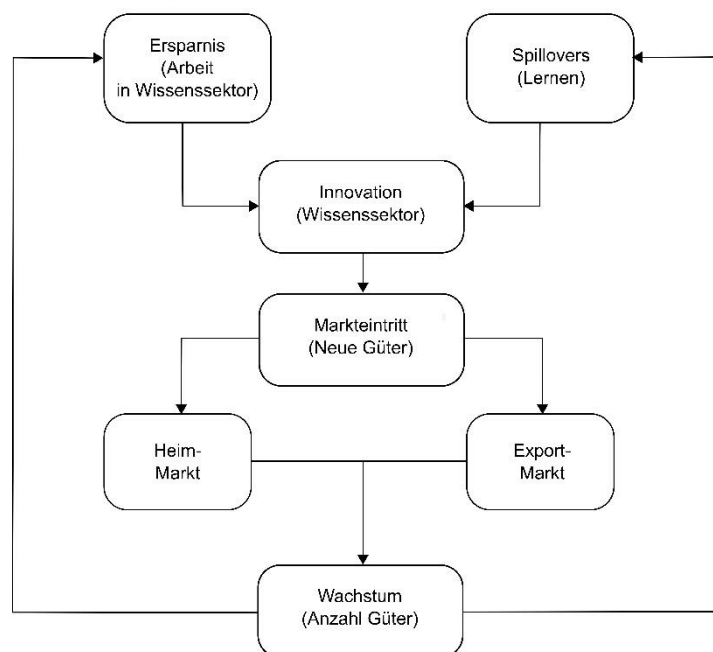 Ersparnis
(Arbeit
in Wissenssektor)
Spillovers
(Lernen)
Innovation
(Wissenssektor)
Markteintritt
(Neue Güter)
Heim-
Markt
Export-
Markt
Wachstum
(Anzahl Güter)